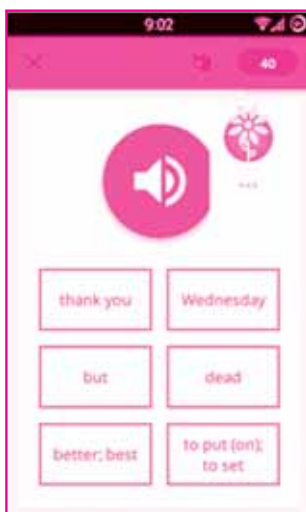 9:02
40
thank you
Wednesday
but
dead
better; best
to put (on);
to set